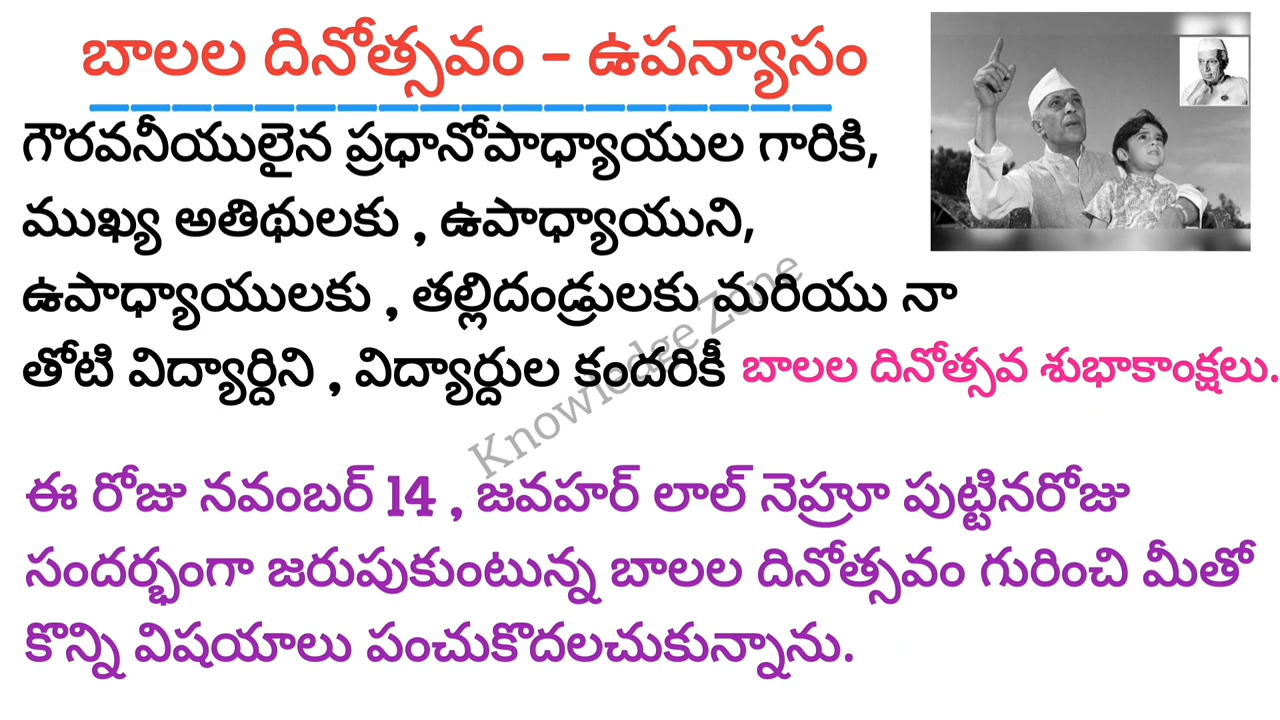 బాలల దినోత్సవం - ఉపన్యాసం
గౌరవనీయులైన ప్రధానోపాధ్యాయుల గారికి,
ముఖ్య అతిథులకు , ఉపాధ్యాయుని,
ఉపాధ్యాయులకు , తల్లిదండ్రులకు మరియు నా
తోటి విద్యార్దిని , విద్యార్దుల కందరికీ బాలల దినోత్సవ శుభాకాంక్షలు.
Knowledge Zone
ఈ రోజు నవంబర్ 14 , జవహర్ లాల్ నెహ్రూ పుట్టినరోజు
సందర్భంగా జరుపుకుంటున్న బాలల దినోత్సవం గురించి మీతో
కొన్ని విషయాలు పంచుకొదలచుకున్నాను.